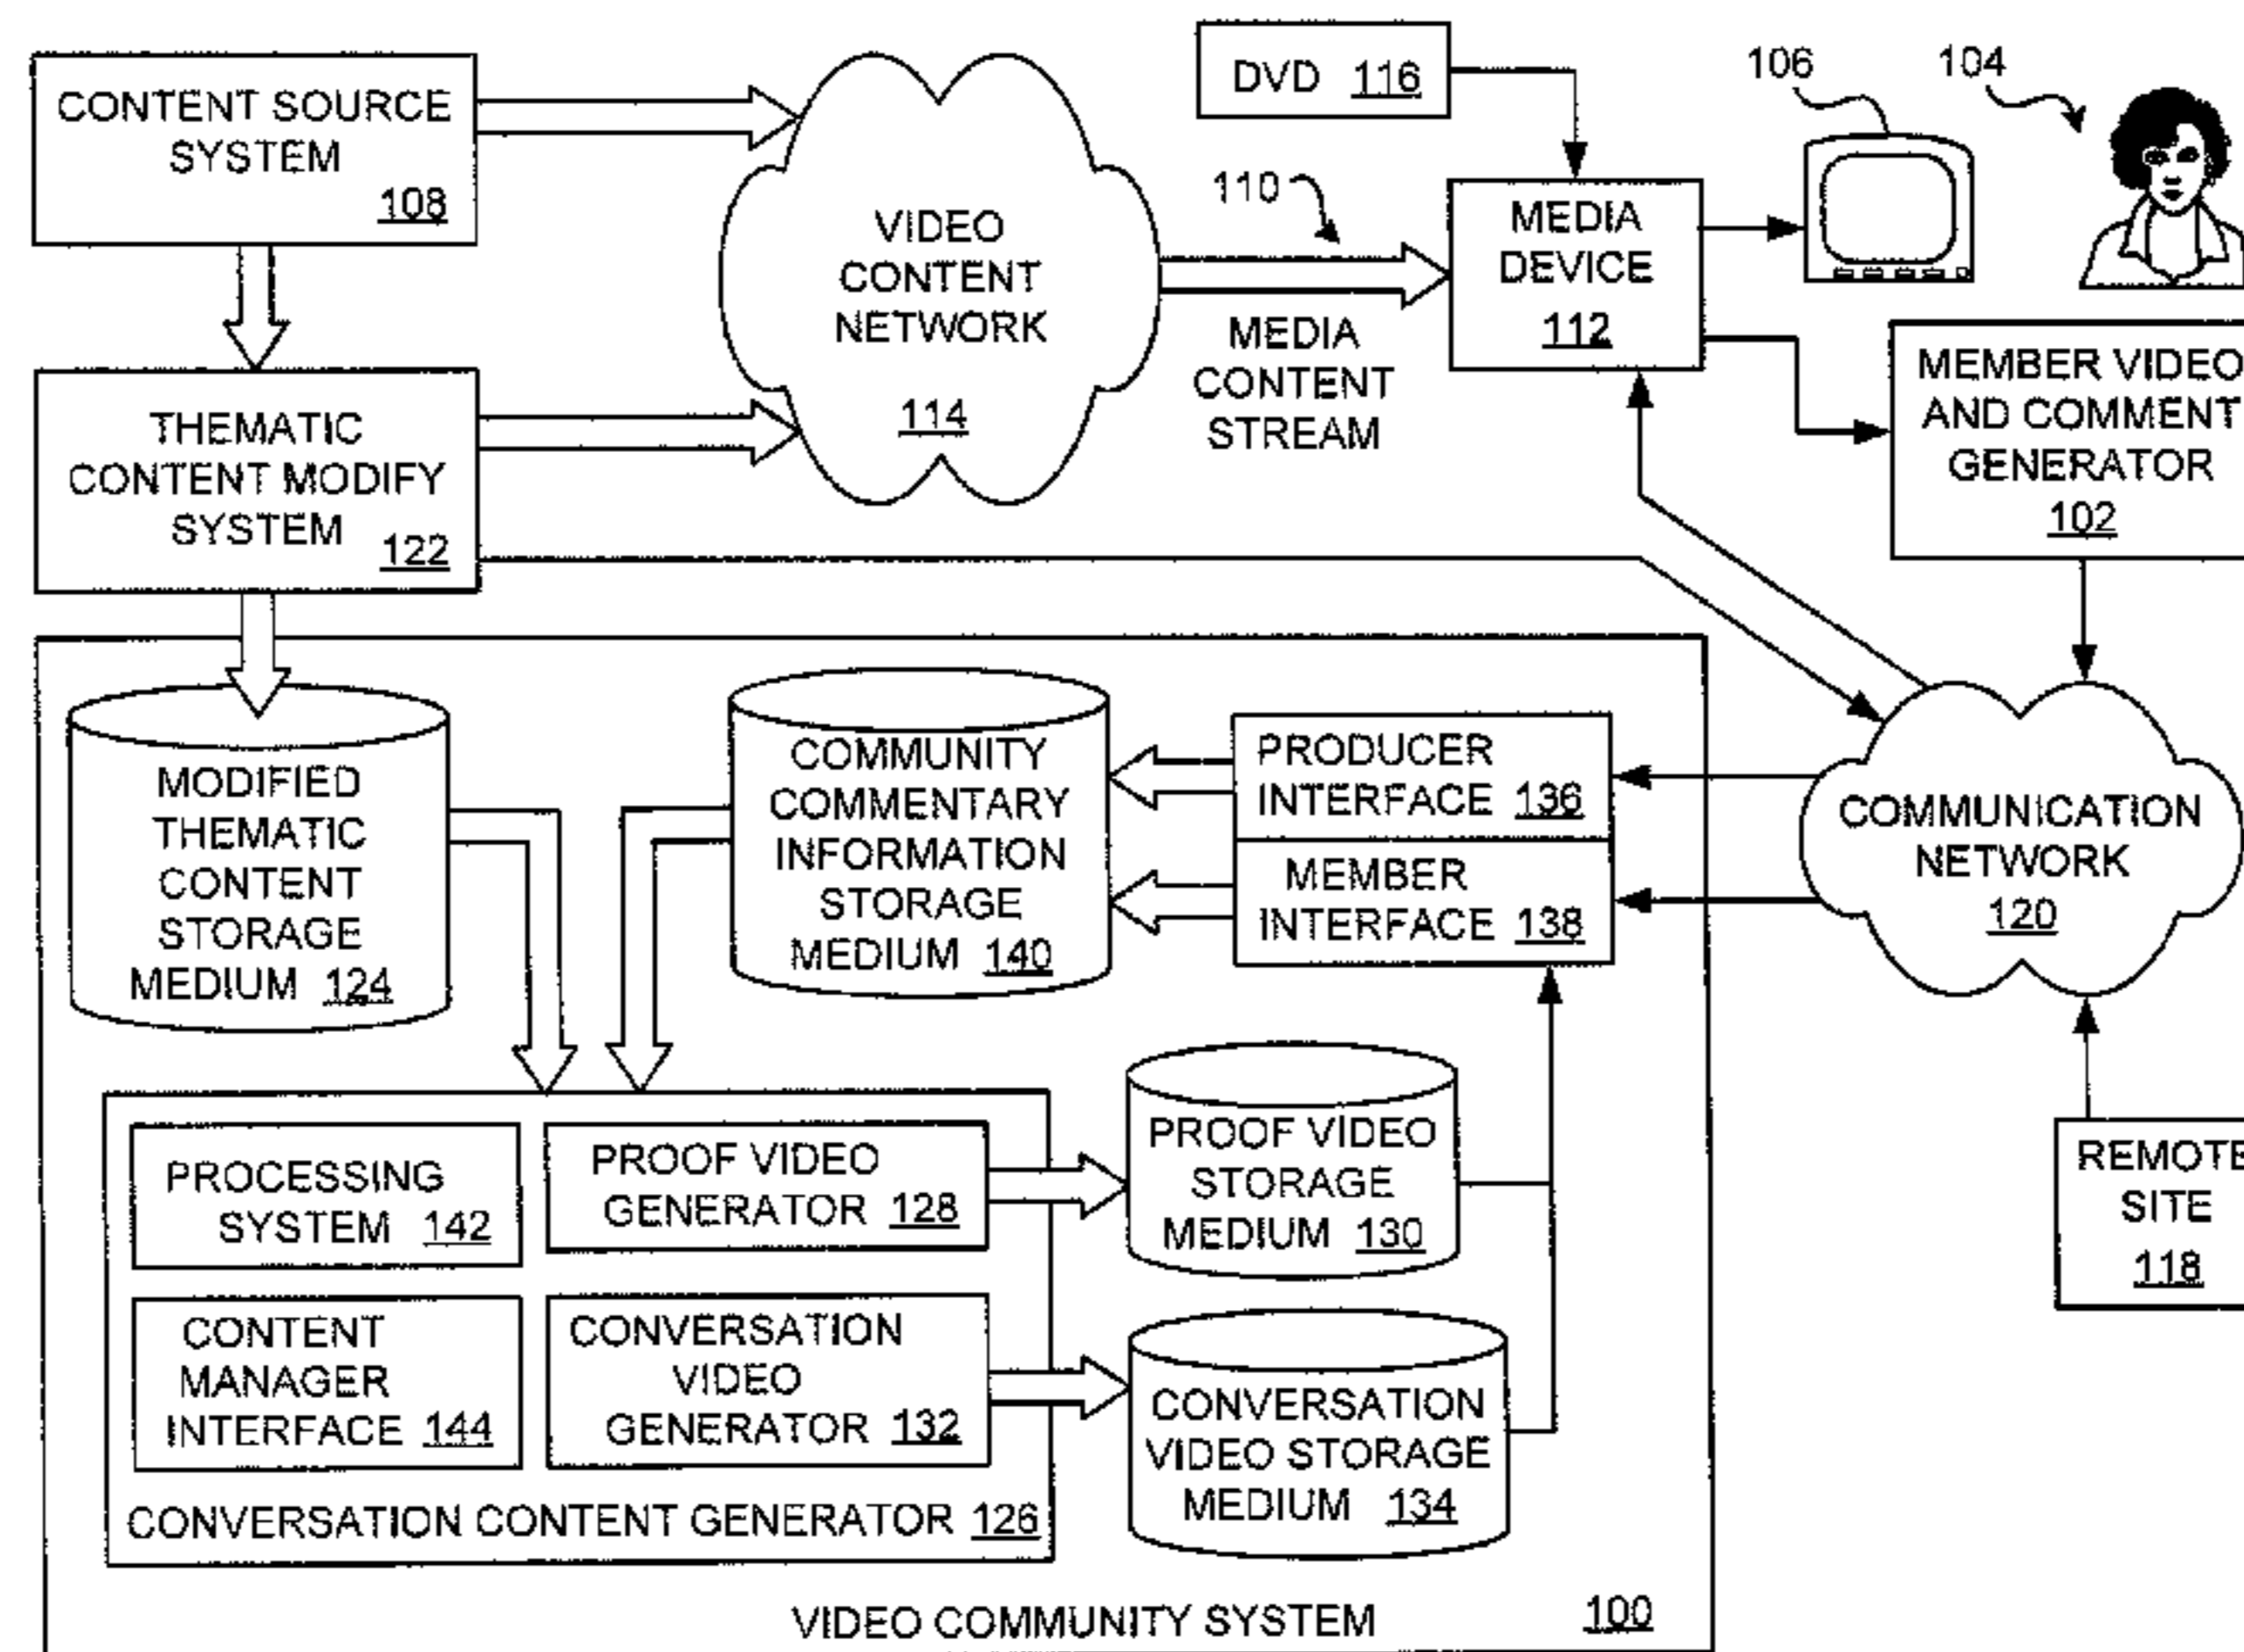 CONTENT SOURCE
SYSTEM
108
DVD 116
106
104
VIDEO
CONTENT
NETWORK
114
110
MEDIA
CONTENT
STREAM
MEDIA
DEVICE
112
MEMBER VIDEO
AND COMMENT
GENERATOR
102
THEMATIC
CONTENT MODIFY
SYSTEM
122
MODIFIED
THEMATIC
CONTENT
STORAGE
MEDIUM 124
COMMUNITY
COMMENTARY
INFORMATION
STORAGE
MEDIUM 140
PRODUCER
INTERFACE 136
MEMBER
INTERFACE 138
COMMUNICATION
NETWORK
120
PROCESSING
SYSTEM 142
PROOF VIDEO
GENERATOR 128
PROOF VIDEO
STORAGE
MEDIUM 130
REMOTE
SITE
118
CONTENT
MANAGER
INTERFACE 144
CONVERSATION
VIDEO
GENERATOR 132
CONVERSATION
VIDEO STORAGE
MEDIUM 134
CONVERSATION CONTENT GENERATOR 126
VIDEO COMMUNITY SYSTEM 100